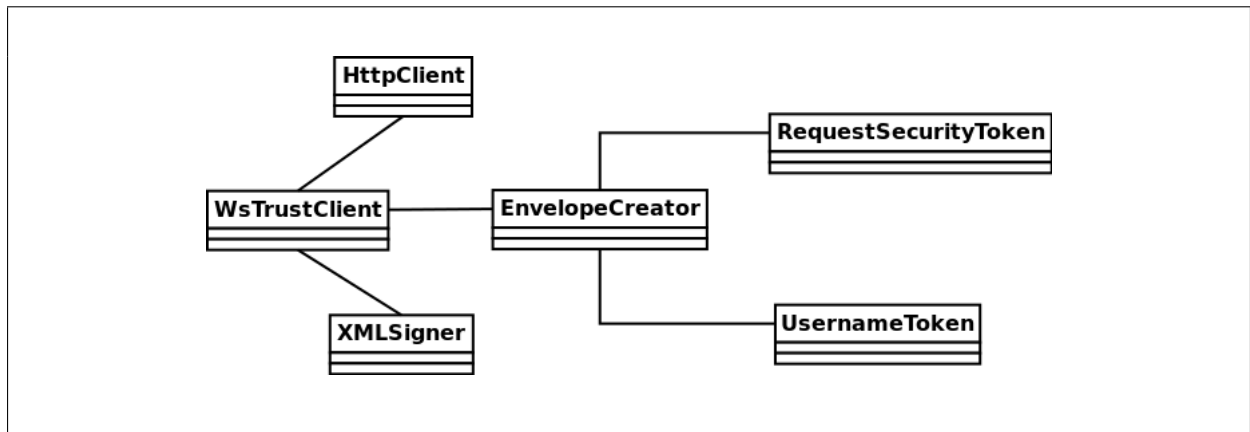 HttpClient
RequestSecurityToken
WsTrustClient
EnvelopeCreator
UsernameToken
XMLSigner